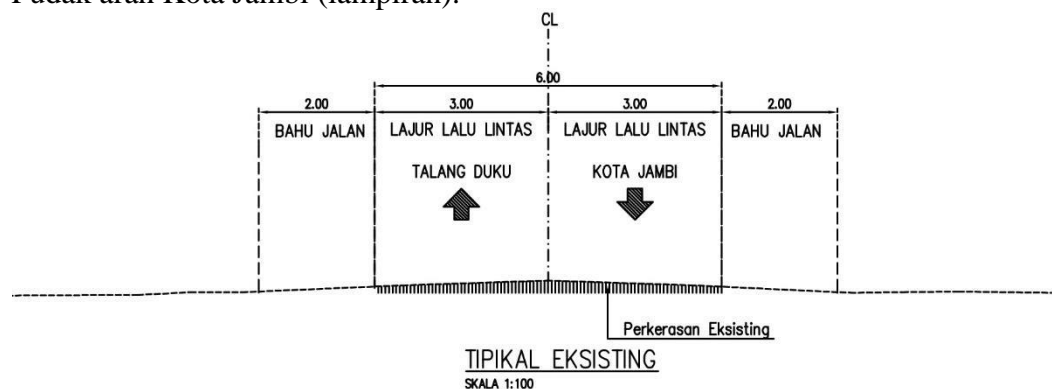 Pudak arah Kota Jambi (lampiran).
CL
6.00
2.00 3.00 3.00 2.00
BAHU JALAN LAJUR LALU LINTAS LAJUR LALU LINTAS BAHU JALAN
TALANG DUKU KOTA JAMBI
Perkerasan Eksisting
TIPIKAL EKSISTING
SKALA 1:100